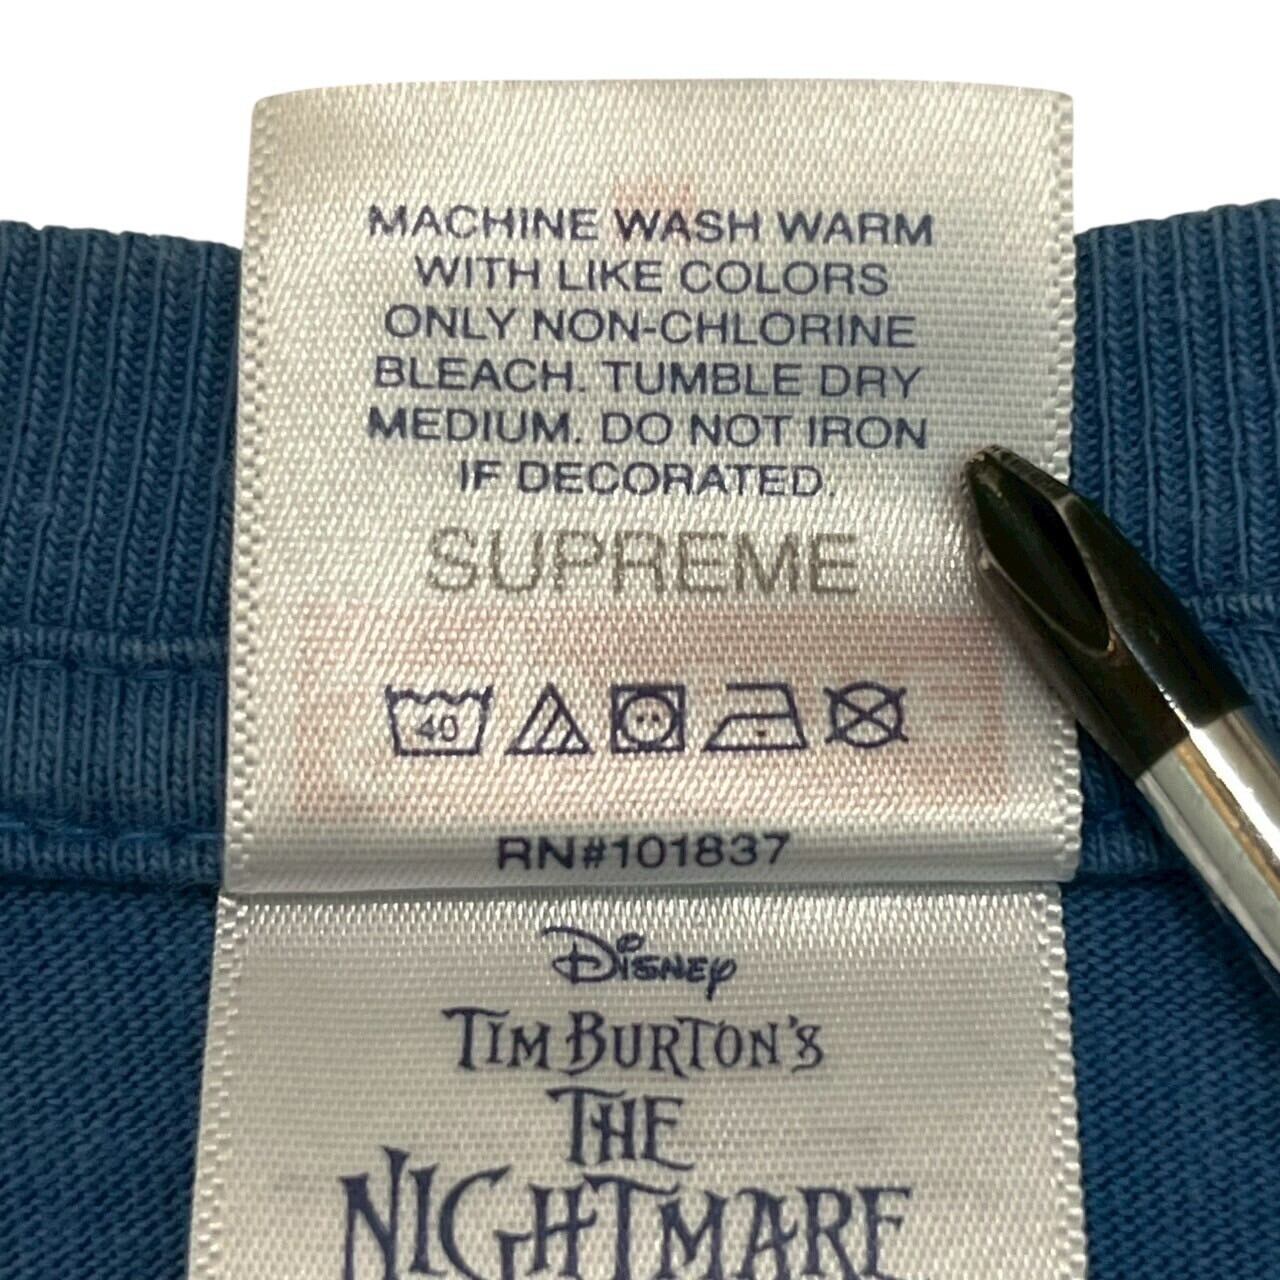 MACHINE WASH WARM
WITH LIKE COLORS
ONLY NON-CHLORINE
BLEACH. TUMBLE DRY
MEDIUM. DO NOT IRON
IF DECORATED.
SUPREME
40
RN#101837
Disney
TIM BURTON'S
THE
NIGHTMARE